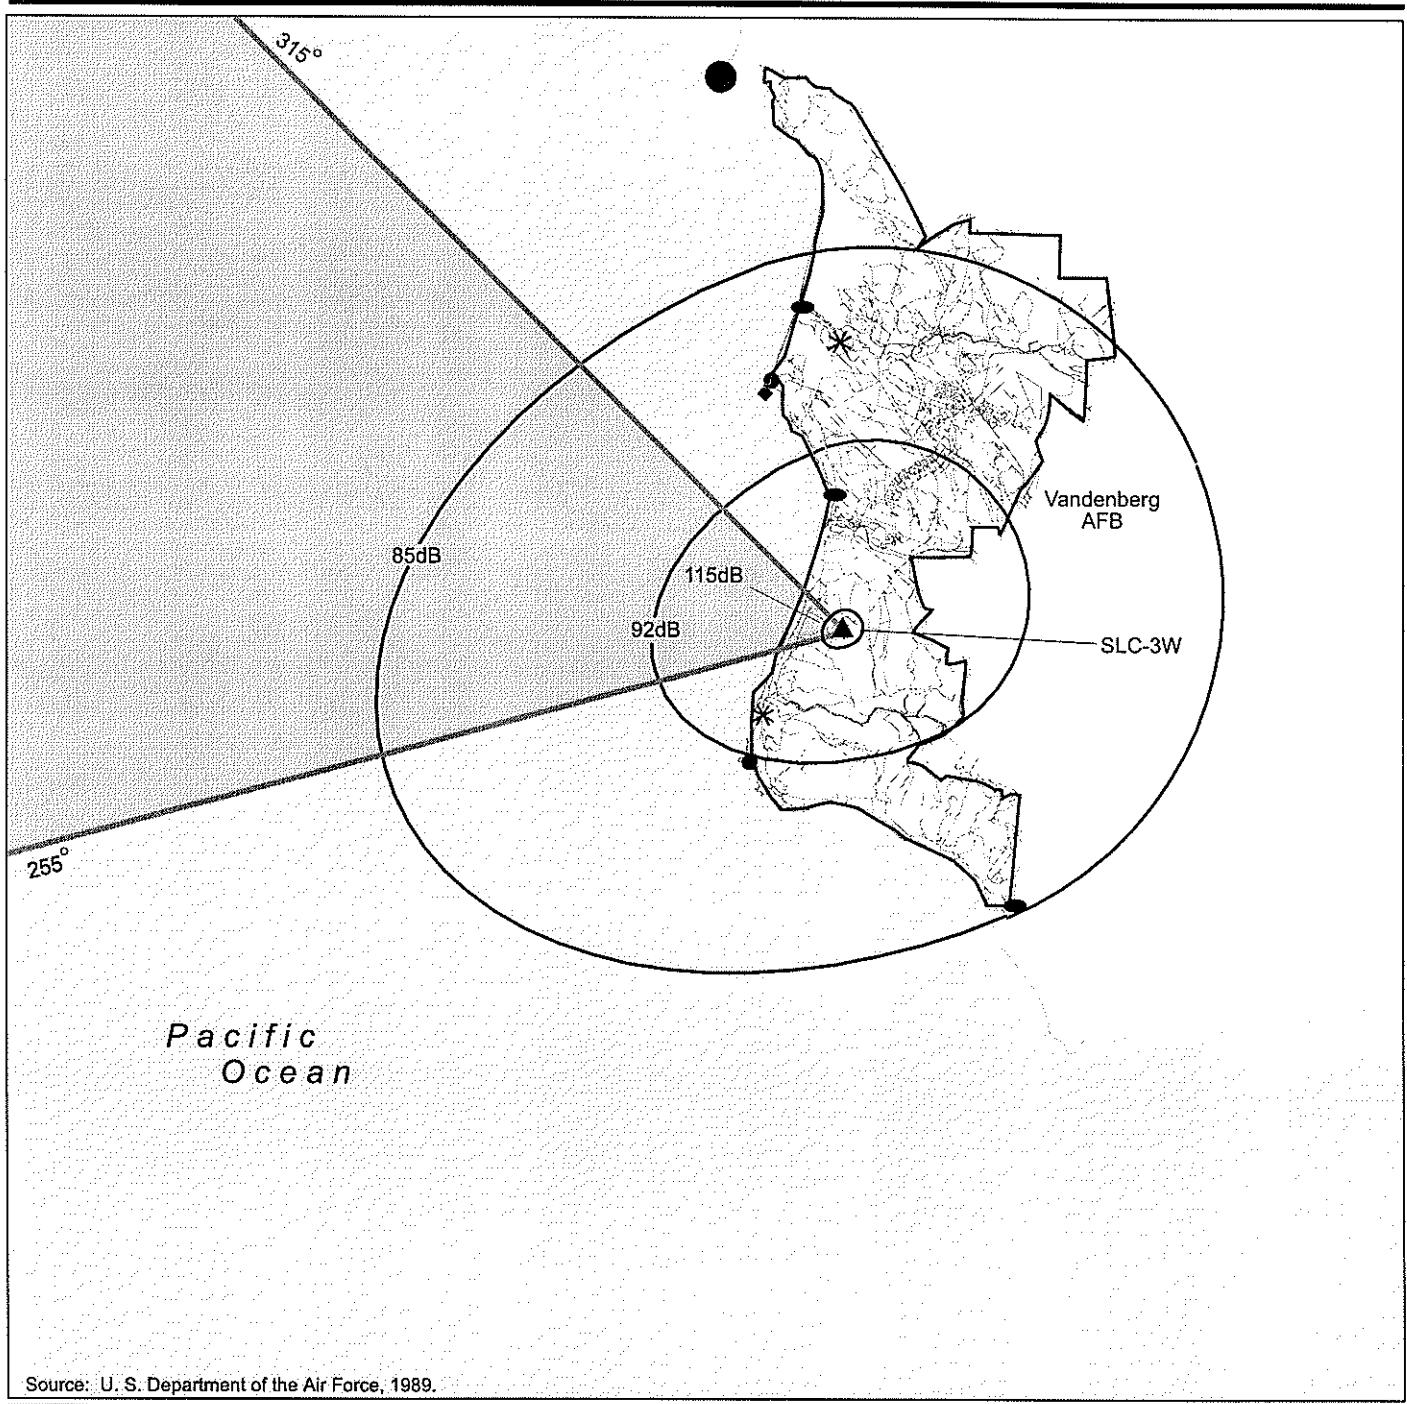 315°
Vandenberg
AFB
85dB
115dB
92dB
SLC-3W
255°
Pacific
Ocean
Source: U. S. Department of the Air Force, 1989.